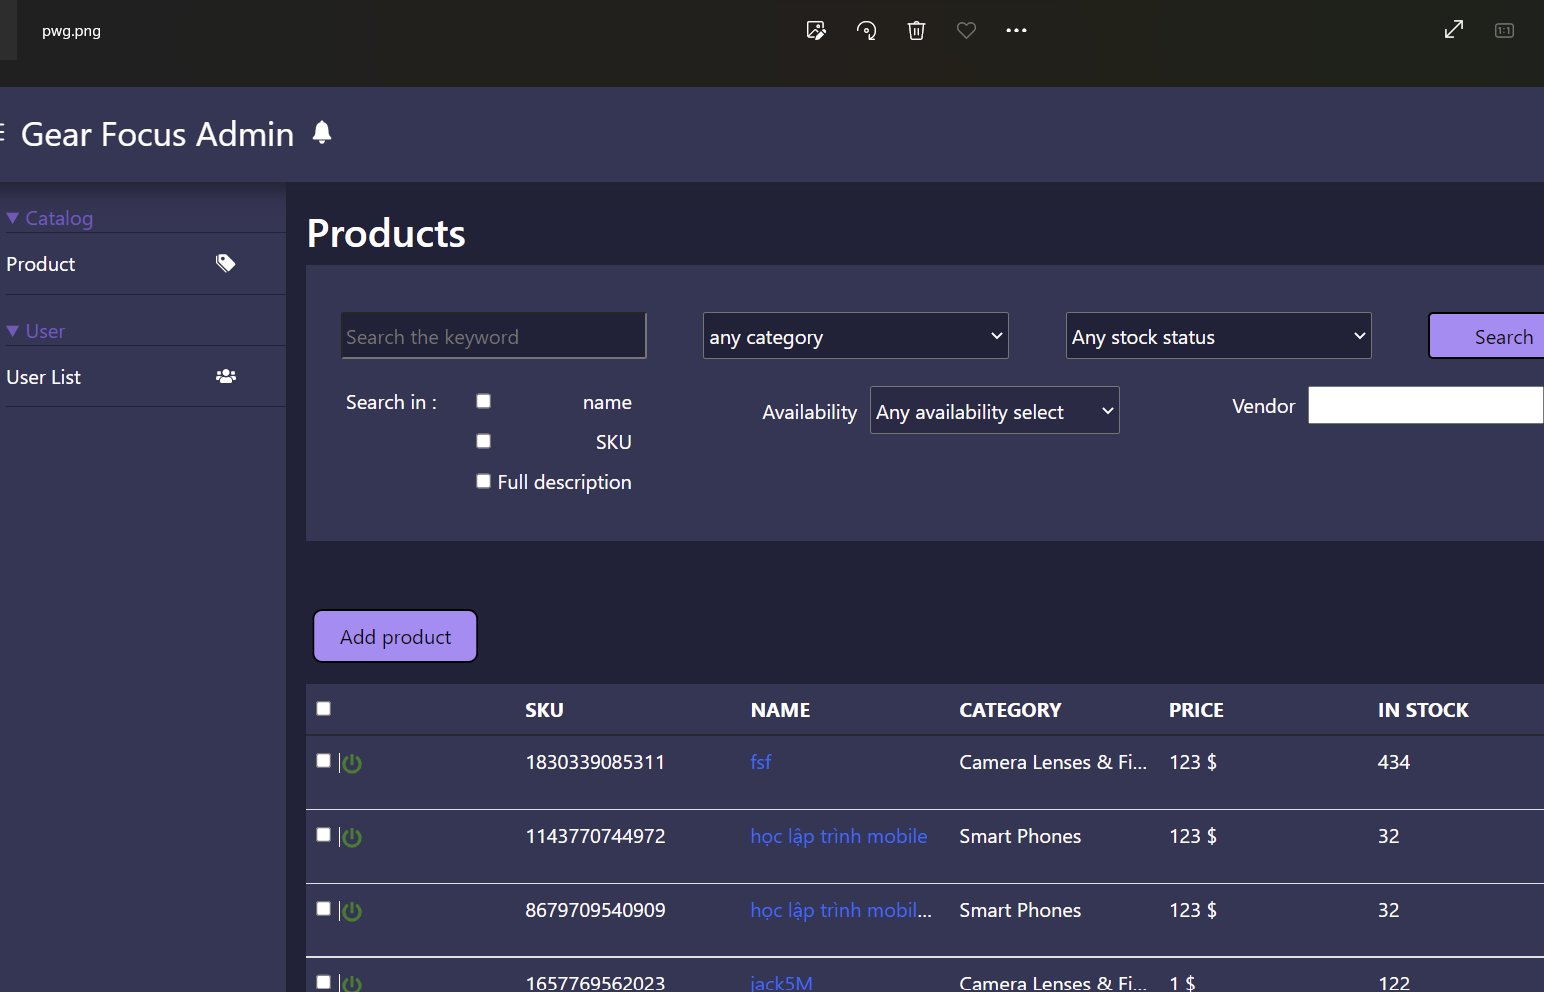 pwg.png
Gear Focus Admin
Catalog
Product
User
User List
Products
Search the keyword
any category
Any stock status
Search
Search in :
name
SKU
Full description
Availability
Any availability select
Vendor
Add product
SKU NAME CATEGORY PRICE IN STOCK
1830339085311 fsf Camera Lenses & Fi... 123 $ 434
1143770744972 học lập trình mobile Smart Phones 123 $ 32
8679709540909 học lập trình mobil... Smart Phones 123 $ 32
1657769562023 jack5M Camera Lenses & Fi... 1 $ 122